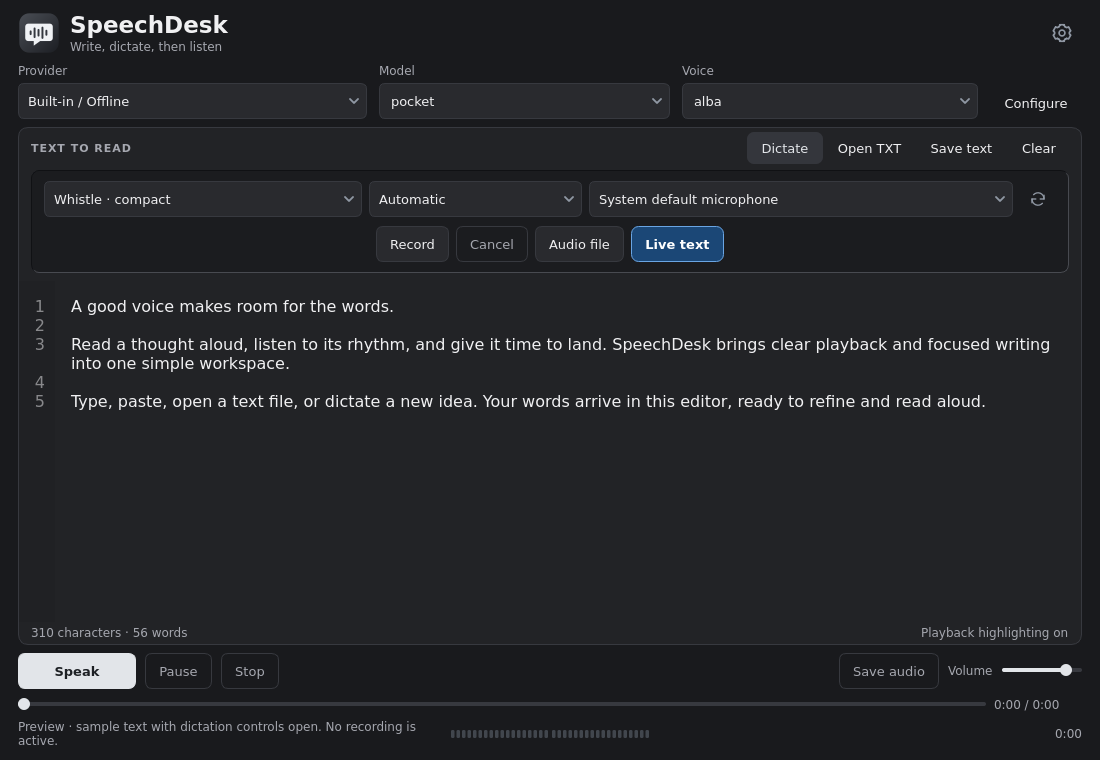 SpeechDesk
Write, dictate, then listen
Provider
Model
Voice
Built-in / Offline
pocket
alba
Configure
TEXT TO READ
Dictate
Open TXT
Save text
Clear
Whistle · compact
Automatic
System default microphone
Record
Cancel
Audio file
Live text
1 A good voice makes room for the words.
2
3 Read a thought aloud, listen to its rhythm, and give it time to land. SpeechDesk brings clear playback and focused writing
into one simple workspace.
4
5 Type, paste, open a text file, or dictate a new idea. Your words arrive in this editor, ready to refine and read aloud.
310 characters · 56 words
Playback highlighting on
Speak
Pause
Stop
Save audio
Volume
0:00 / 0:00
Preview · sample text with dictation controls open. No recording is
active.
0:00